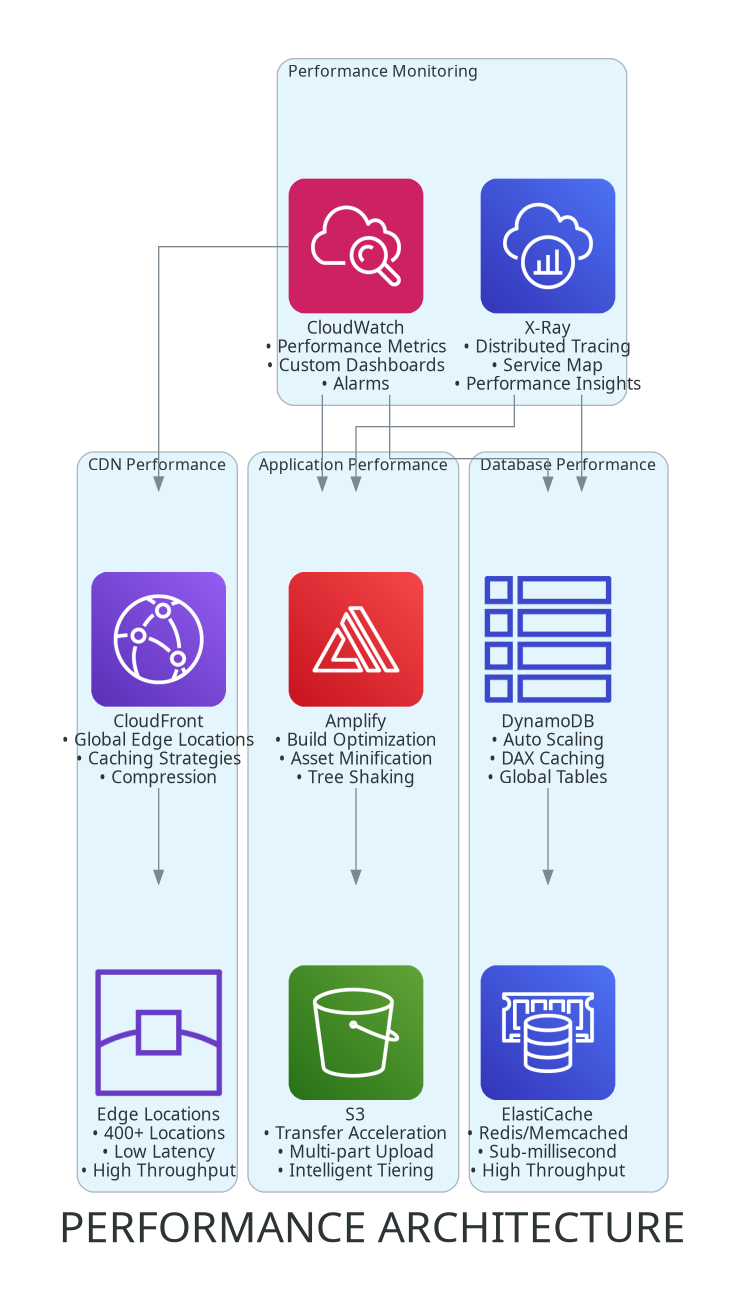 Performance Monitoring
CloudWatch
• Performance Metrics
• Custom Dashboards
• Alarms
X-Ray
• Distributed Tracing
• Service Map
• Performance Insights
CDN Performance
CloudFront
• Global Edge Locations
• Caching Strategies
• Compression
Edge Locations
• 400+ Locations
• Low Latency
• High Throughput
Application Performance
Amplify
• Build Optimization
• Asset Minification
• Tree Shaking
S3
• Transfer Acceleration
• Multi-part Upload
• Intelligent Tiering
Database Performance
DynamoDB
• Auto Scaling
• DAX Caching
• Global Tables
ElastiCache
• Redis/Memcached
• Sub-millisecond
• High Throughput
PERFORMANCE ARCHITECTURE